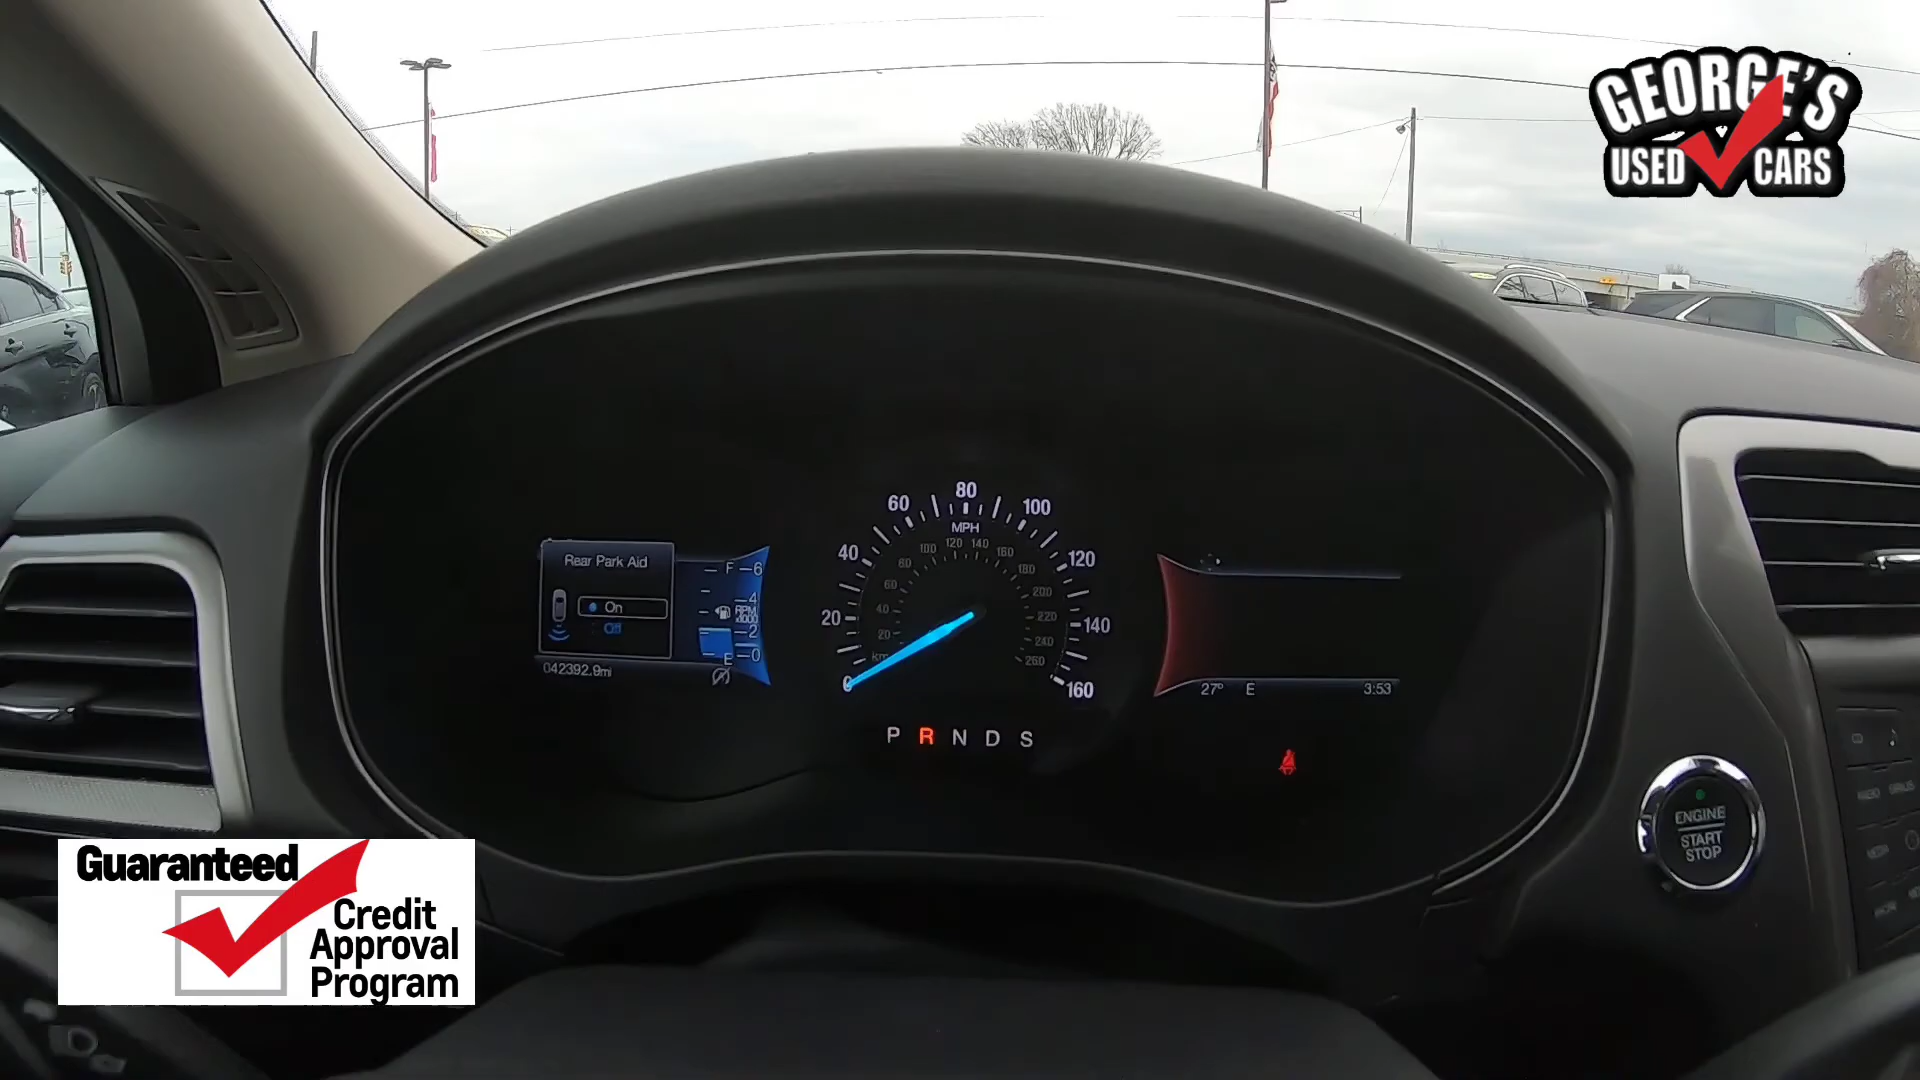 GEORGE'S
USED CARS
80
60
100
MPH
120 140
100
160
40
80
120
180
60
200
20
40
220
140
20
240
km
260
0
160
Rear Park Aid
On
Off
F 6
4
RPM
x1000
2
E 0
042392.9mi
27° E 3:53
P R N D S
ENGINE
START
STOP
Guaranteed
Credit
Approval
Program